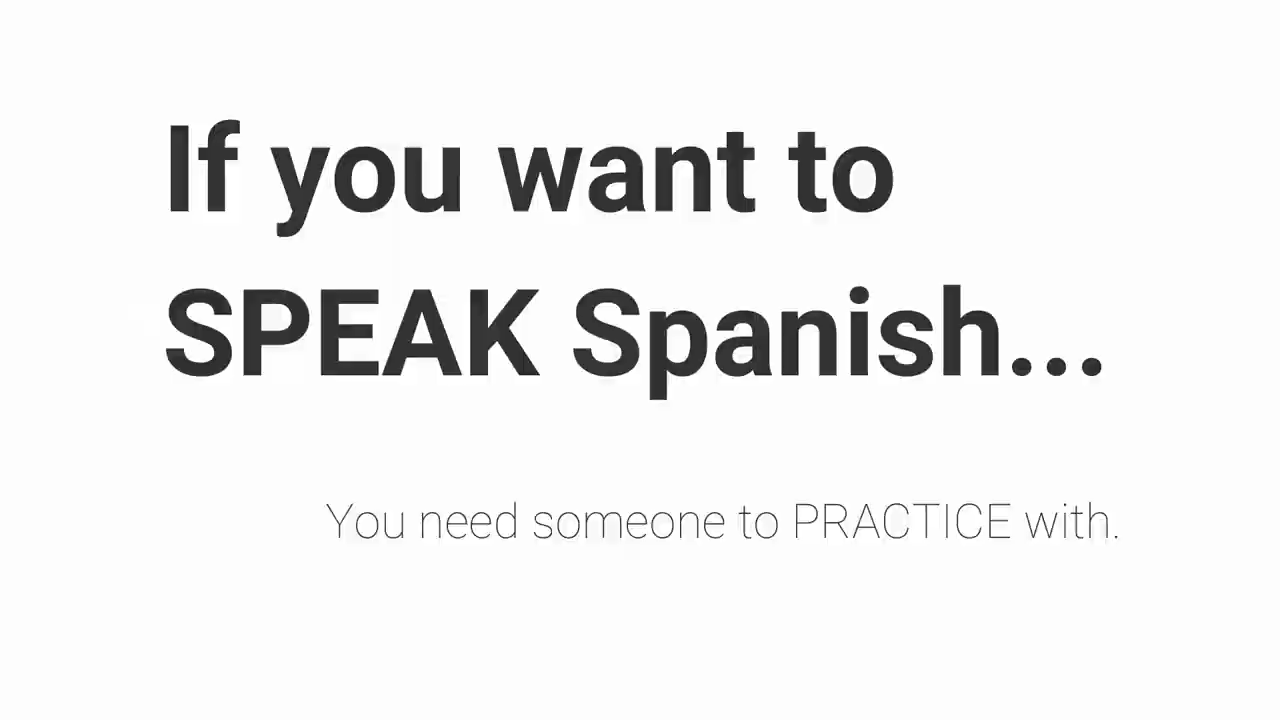 If you want to
SPEAK Spanish...
You need someone to PRACTICE with.